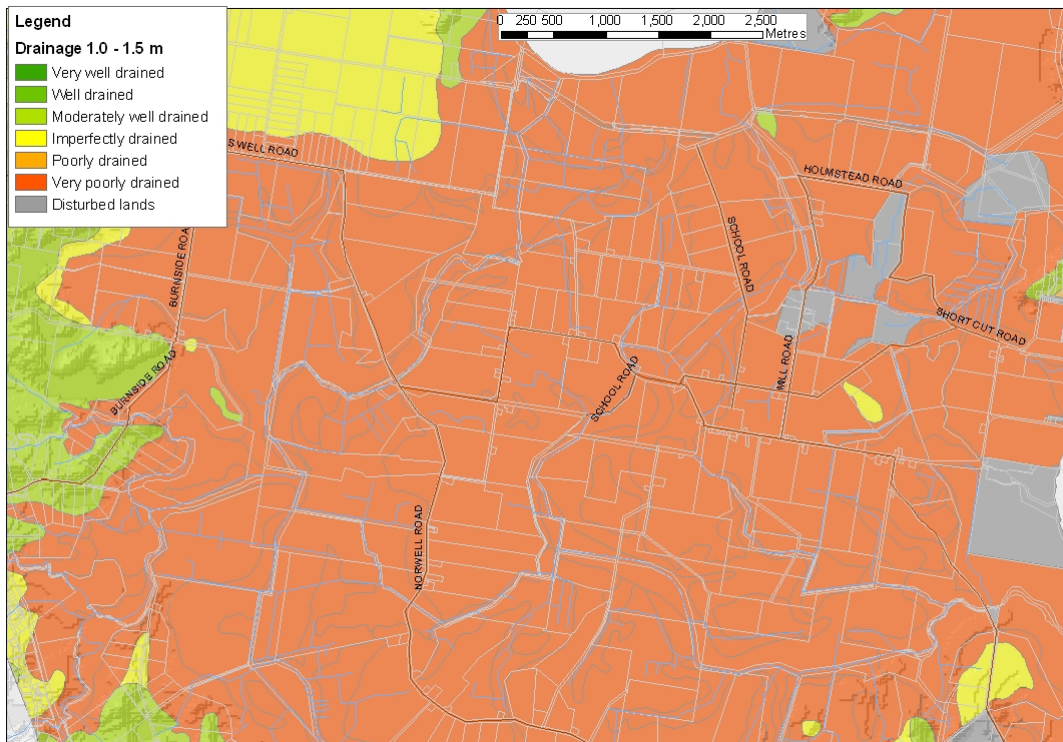 Legend
Drainage 1.0 - 1.5 m
Very well drained
Well drained
Moderately well drained
Imperfectly drained
Poorly drained
Very poorly drained
Disturbed lands
0 250 500 1,000 1,500 2,000 2,500
Metres
S WELL ROAD
HOLMSTEAD ROAD
BURNSIDE ROA
SCHOOL ROAD
SHORT CUT ROAD
BURNSIDE ROAD
SCHOOL ROAD
MILL ROAD
NORWELL ROAD